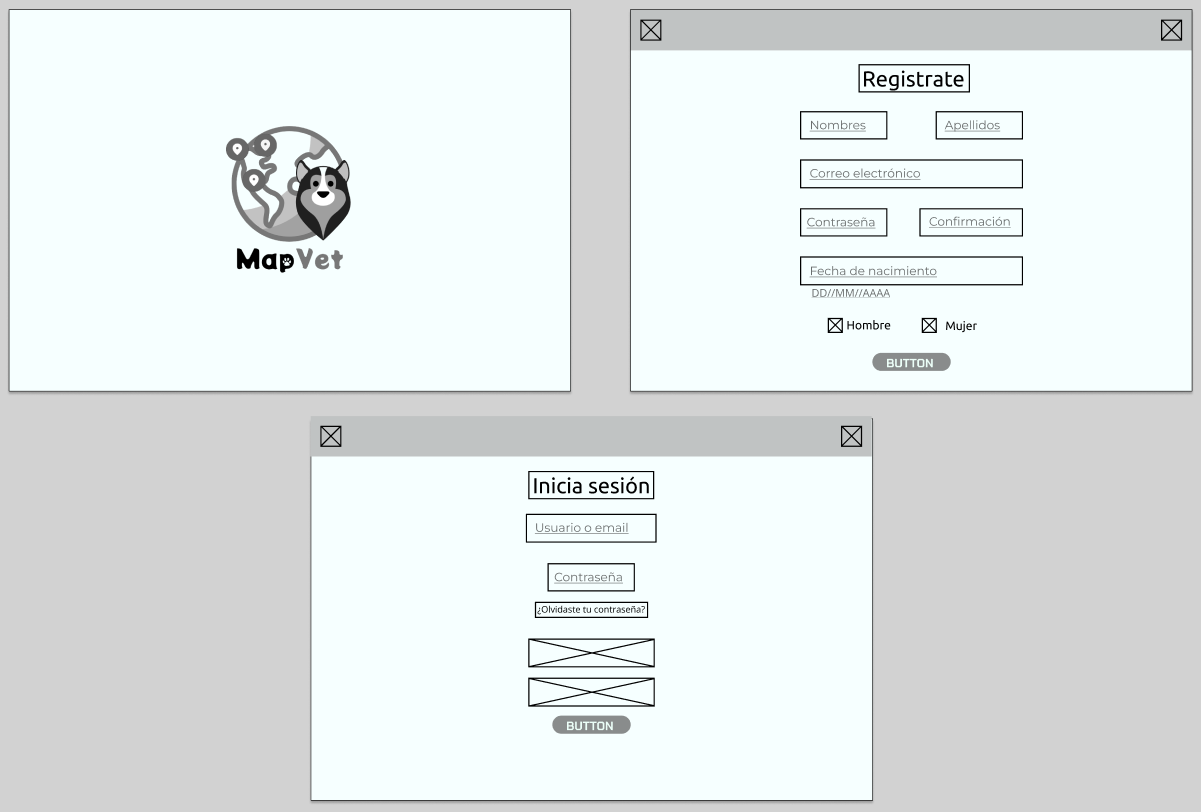 MapVet
Registrate
Nombres
Apellidos
Correo electrónico
Contraseña
Confirmación
Fecha de nacimiento
DD//MM//AAAA
Hombre
Mujer
BUTTON
Inicia sesión
Usuario o email
Contraseña
¿Olvidaste tu contraseña?
BUTTON